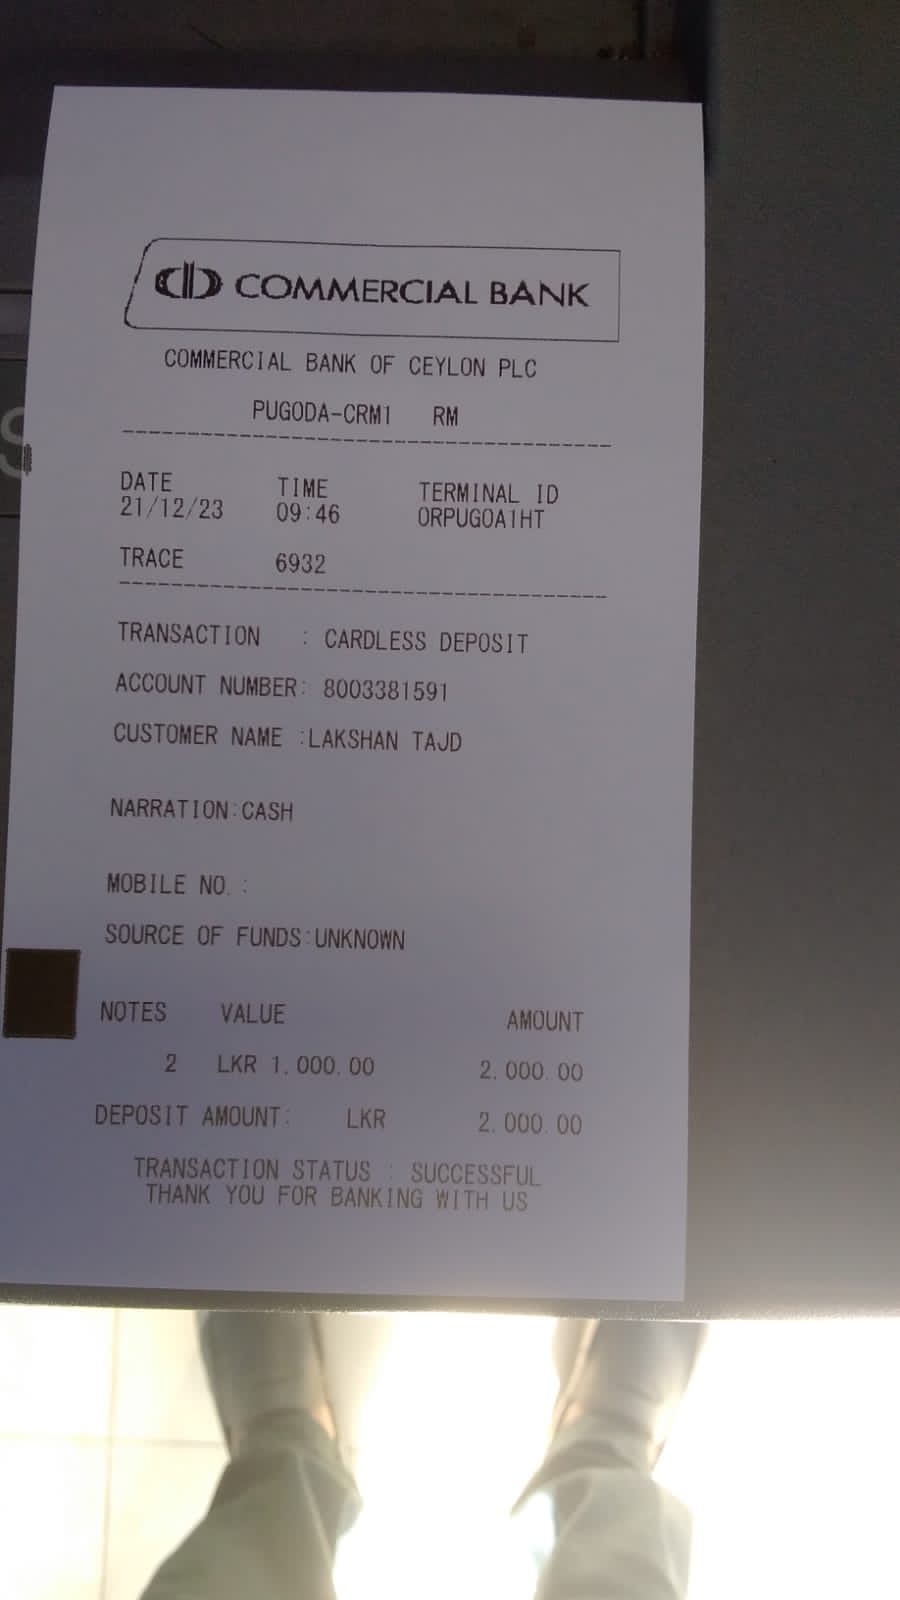 COMMERCIAL BANK
COMMERCIAL BANK OF CEYLON PLC
PUGODA-CRM1 RM
DATE TIME TERMINAL ID
21/12/23 09:46 ORPUGOA1HT
TRACE 6932
TRANSACTION : CARDLESS DEPOSIT
ACCOUNT NUMBER: 8003381591
CUSTOMER NAME :LAKSHAN TAJD
NARRATION:CASH
MOBILE NO. :
SOURCE OF FUNDS:UNKNOWN
NOTES VALUE AMOUNT
2 LKR 1,000.00 2,000.00
DEPOSIT AMOUNT: LKR 2,000.00
TRANSACTION STATUS : SUCCESSFUL
THANK YOU FOR BANKING WITH US